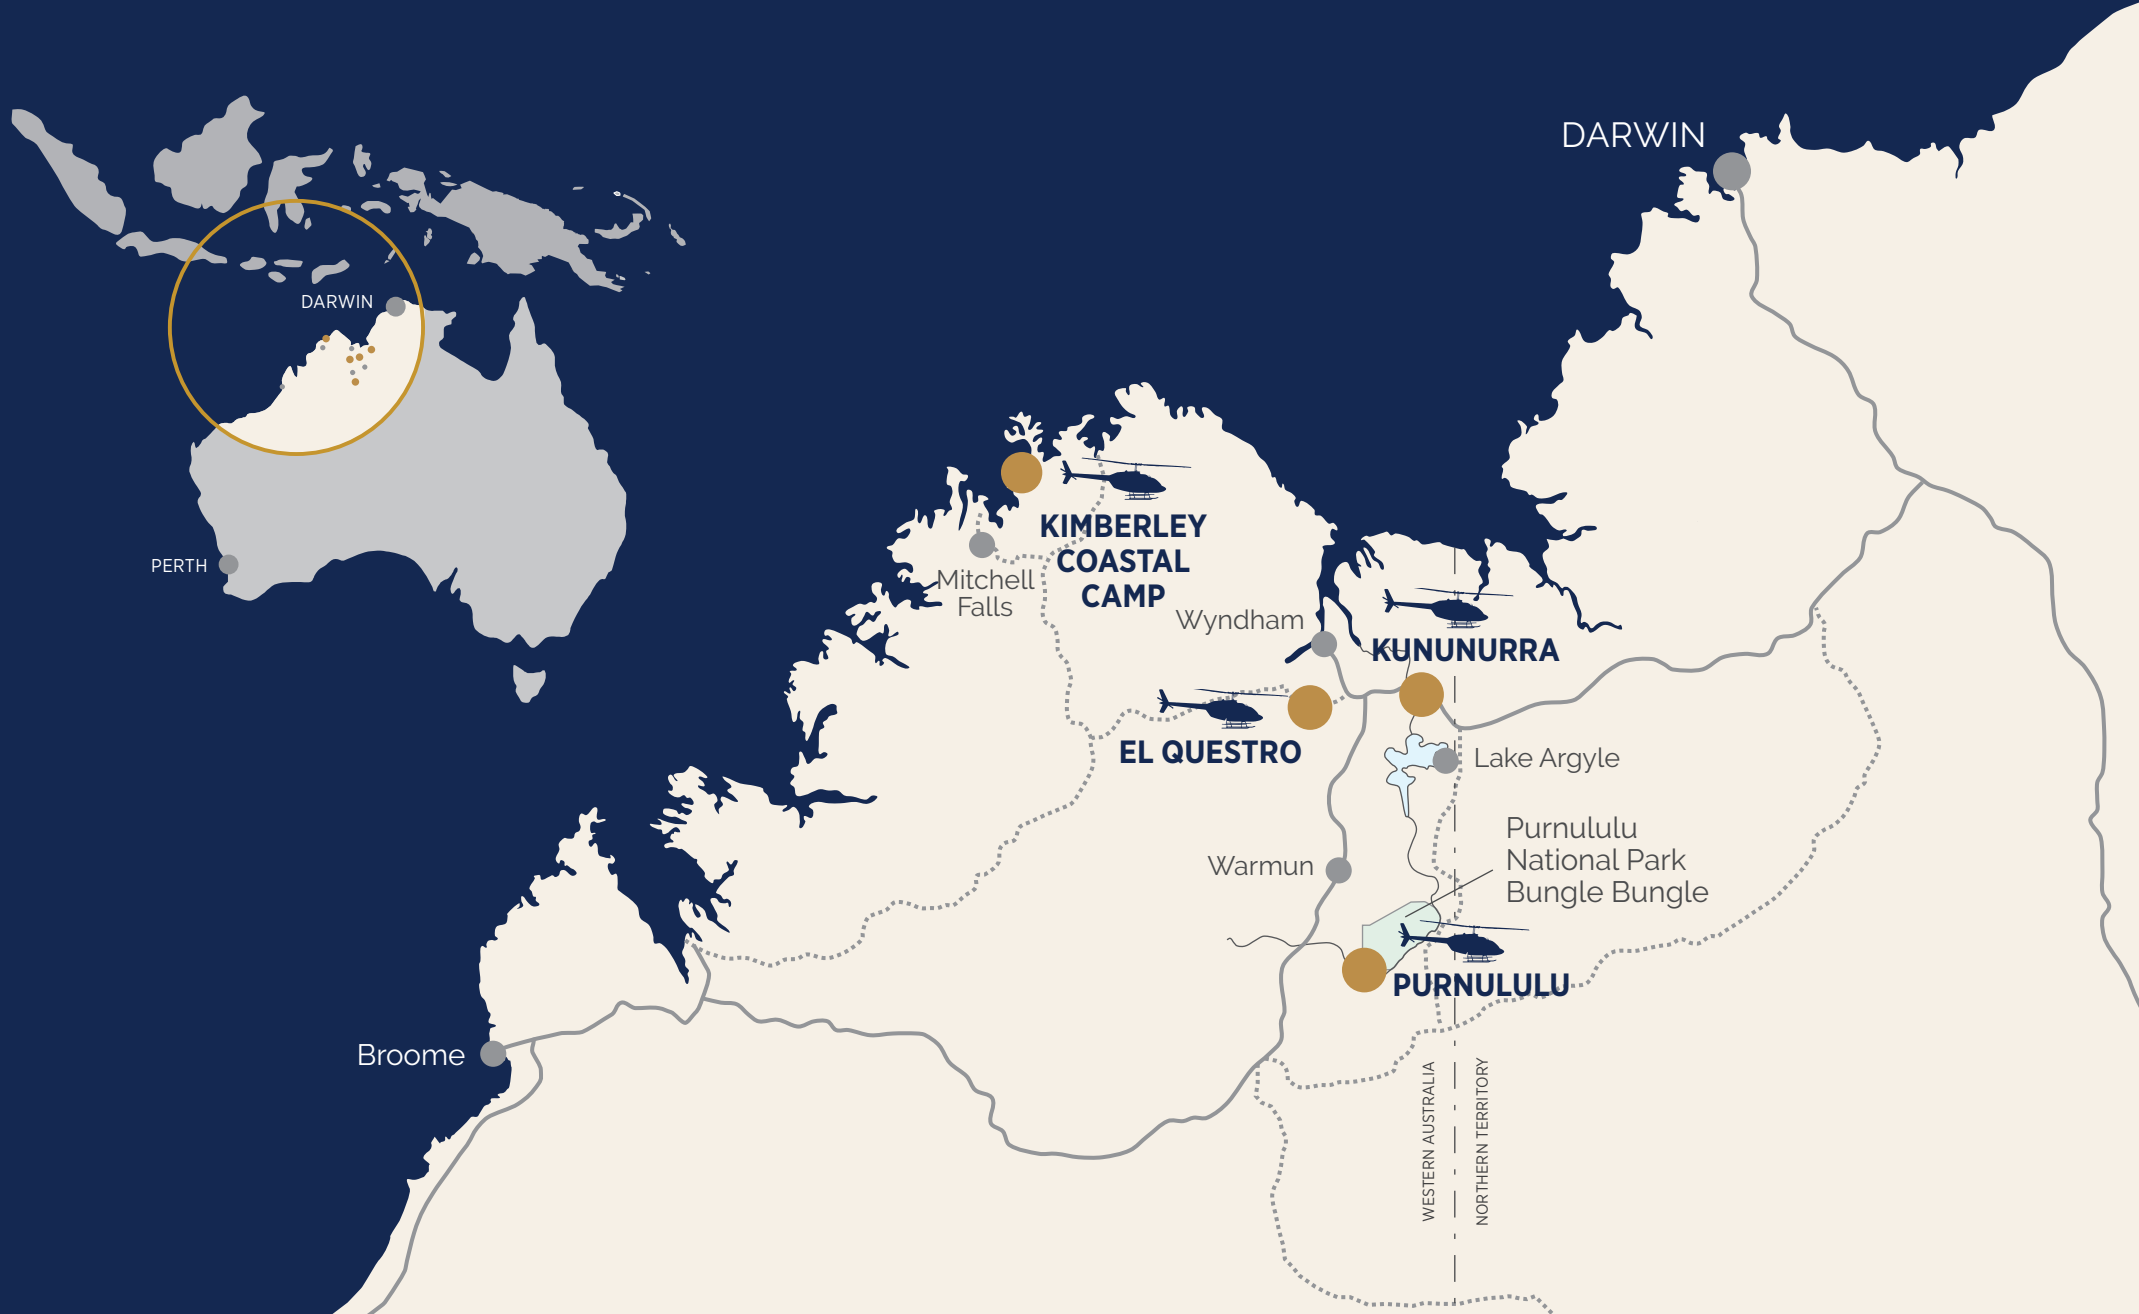 DARWIN
DARWIN
PERTH
KIMBERLEY
COASTAL
CAMP
Mitchell
Falls
Wyndham
KUNUNURRA
EL QUESTRO
Lake Argyle
Purnululu
National Park
Bungle Bungle
Warmun
PURNULULU
Broome
WESTERN AUSTRALIA
NORTHERN TERRITORY